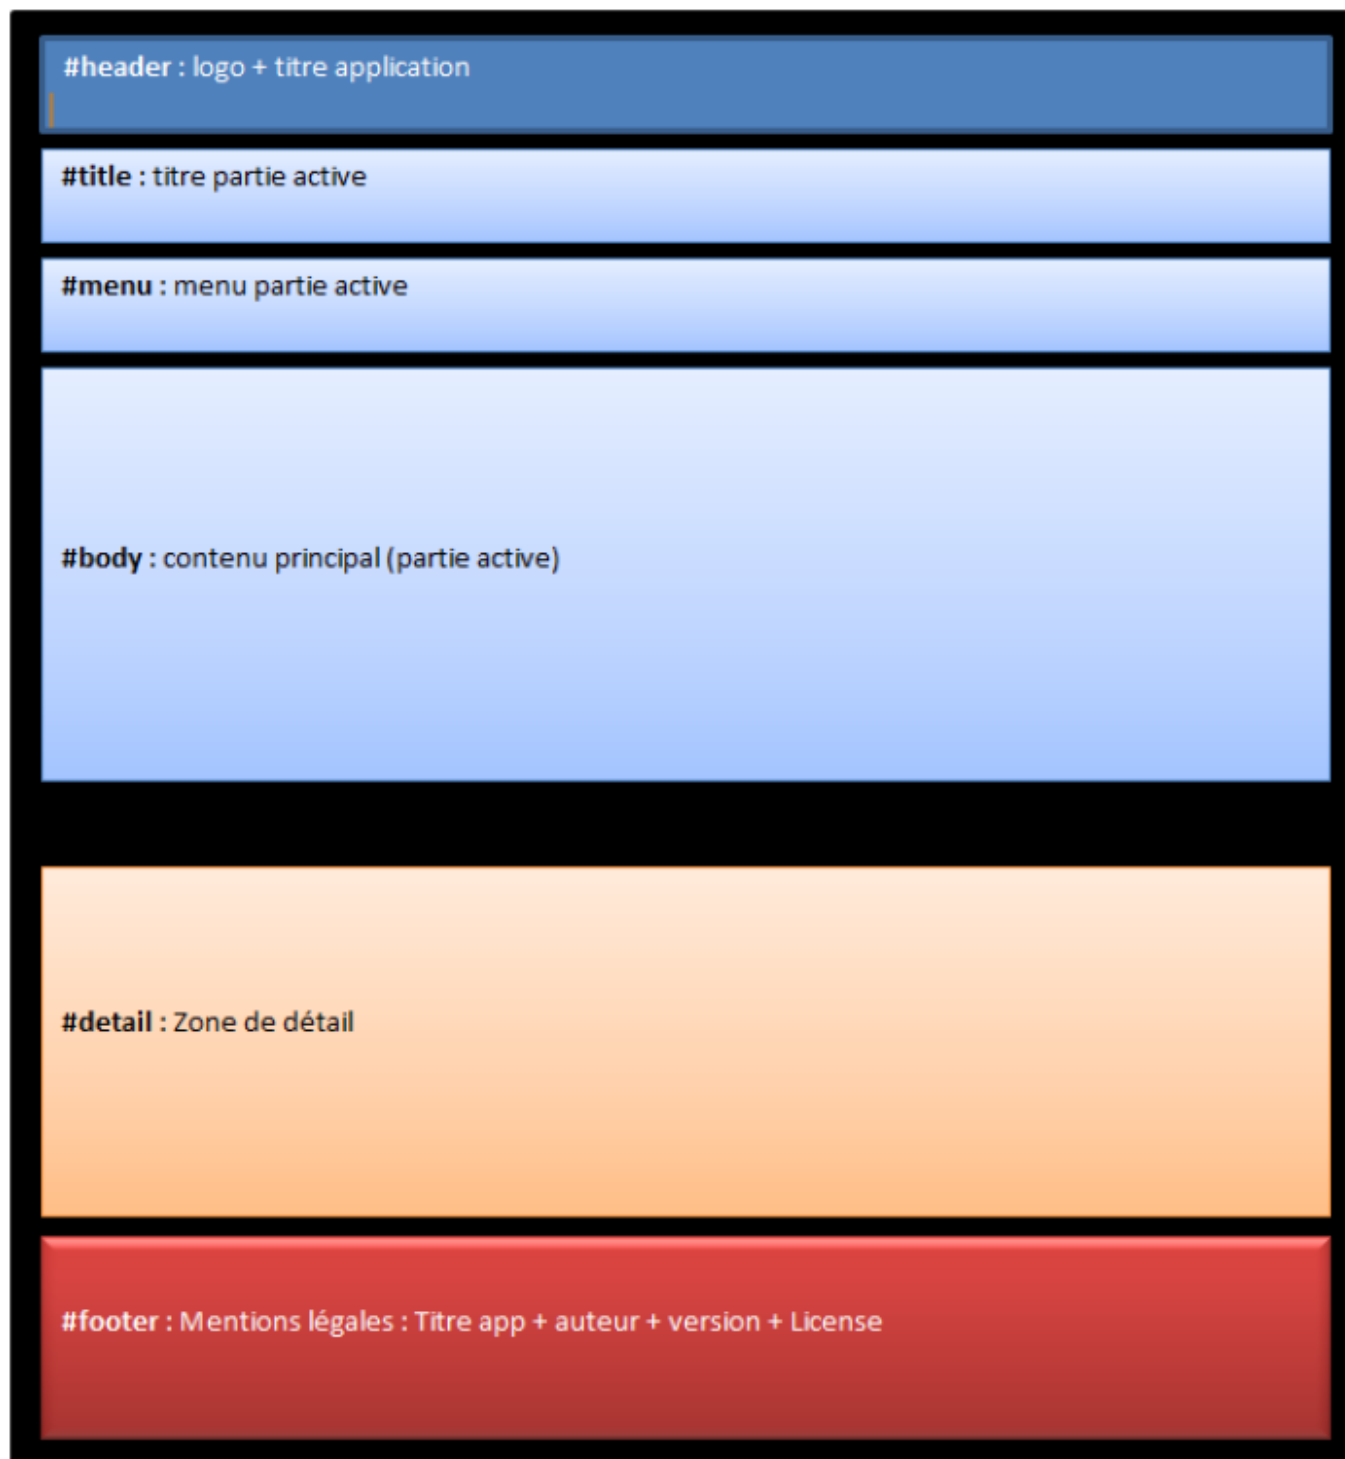 #header : logo + titre application
#title : titre partie active
#menu : menu partie active
#body : contenu principal (partie active)
#detail : Zone de détail
#footer : Mentions légales : Titre app + auteur + version + License